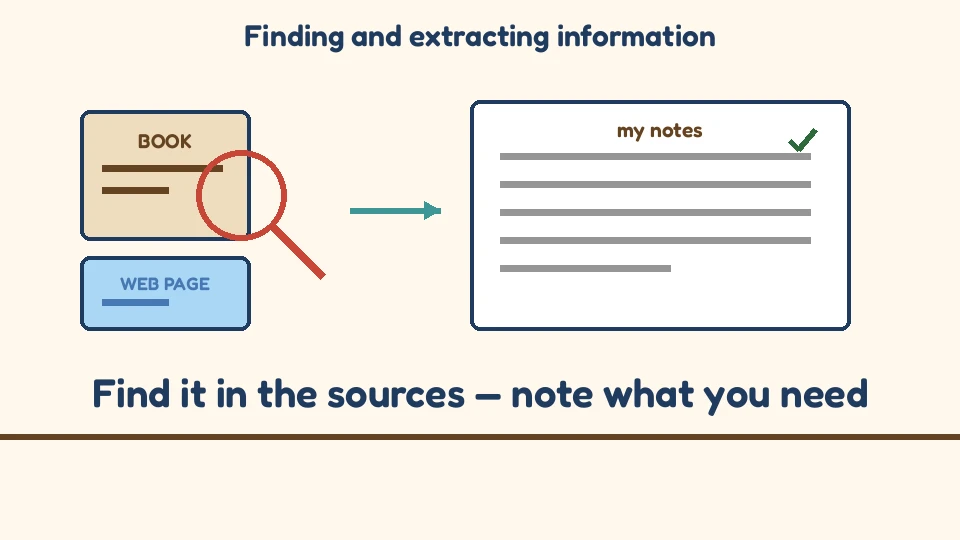 Finding and extracting information
BOOK
WEB PAGE
my notes
Find it in the sources — note what you need